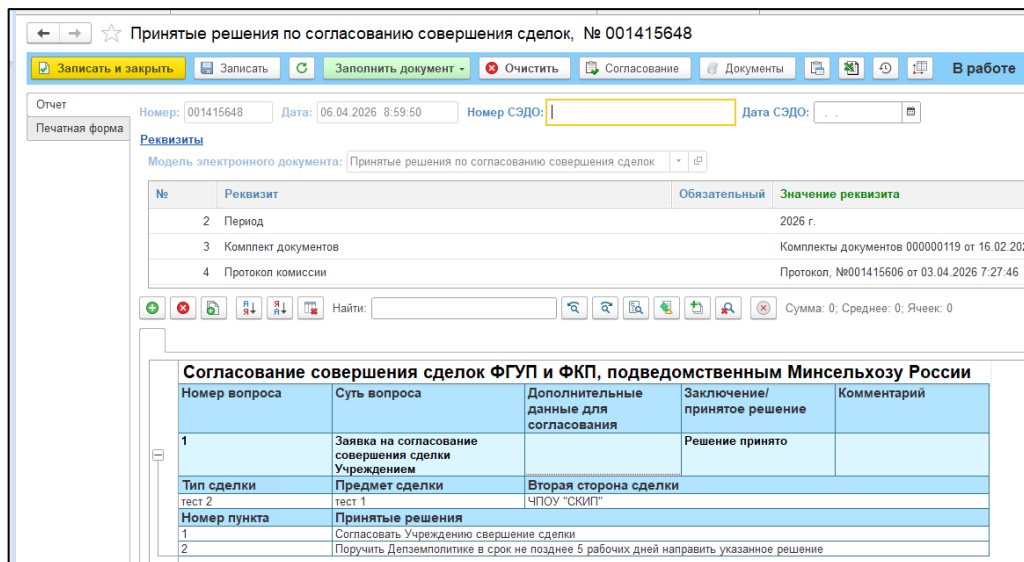 Принятые решения по согласованию совершения сделок, № 001415648
Записать и закрыть Записать Заполнить документ Очистить Согласование Документы В работе
Отчет
Печатная форма
Номер: 001415648 Дата: 06.04.2026 8:59:50 Номер СЭДО: Дата СЭДО: . .
Реквизиты
Модель электронного документа: Принятые решения по согласованию совершения сделок
№ Реквизит Обязательный Значение реквизита
2 Период 2026 г.
3 Комплект документов Комплекты документов 000000119 от 16.02.202
4 Протокол комиссии Протокол, №001415606 от 03.04.2026 7:27:46
Найти: Сумма: 0; Среднее: 0; Ячеек: 0
Согласование совершения сделок ФГУП и ФКП, подведомственным Минсельхозу России
Номер вопроса Суть вопроса Дополнительные данные для согласования Заключение/ принятое решение Комментарий
1 Заявка на согласование совершения сделки Учреждением Решение принято
Тип сделки Предмет сделки Вторая сторона сделки
тест 2 тест 1 ЧПОУ "СКИП"
Номер пункта Принятые решения
1 Согласовать Учреждению свершение сделки
2 Поручить Депземполитике в срок не позднее 5 рабочих дней направить указанное решение